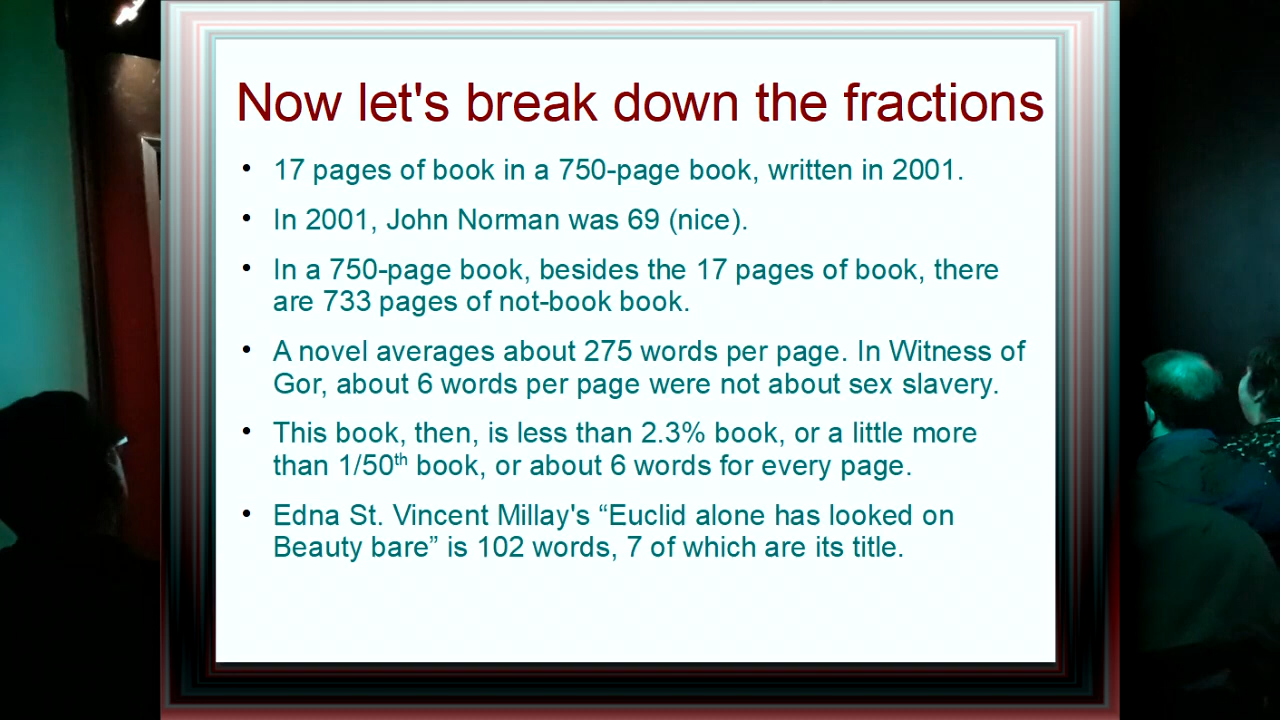 Now let's break down the fractions
• 17 pages of book in a 750-page book, written in 2001.
• In 2001, John Norman was 69 (nice).
• In a 750-page book, besides the 17 pages of book, there
are 733 pages of not-book book.
• A novel averages about 275 words per page. In Witness of
Gor, about 6 words per page were not about sex slavery.
• This book, then, is less than 2.3% book, or a little more
than 1/50th book, or about 6 words for every page.
• Edna St. Vincent Millay's “Euclid alone has looked on
Beauty bare” is 102 words, 7 of which are its title.